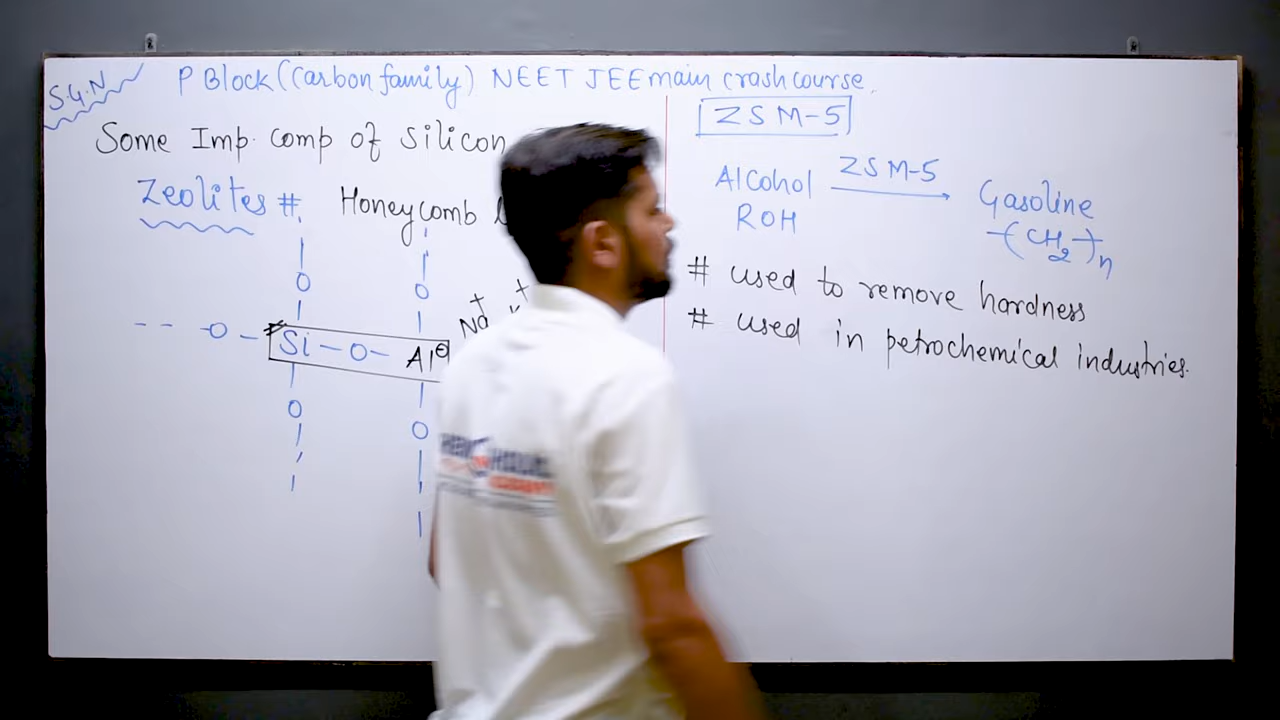 S.G.N
P Block (Carbon family) NEET JEE main crash course.
Some Imp. comp of silicon
Zeolites #
Honeycomb
O O
-- -O- Si-O- Al⊖ Na+ +
O O
ZSM-5
Alcohol ZSM-5 Gasoline
ROH -(CH2)-n
# used to remove hardness
# used in petrochemical industries.